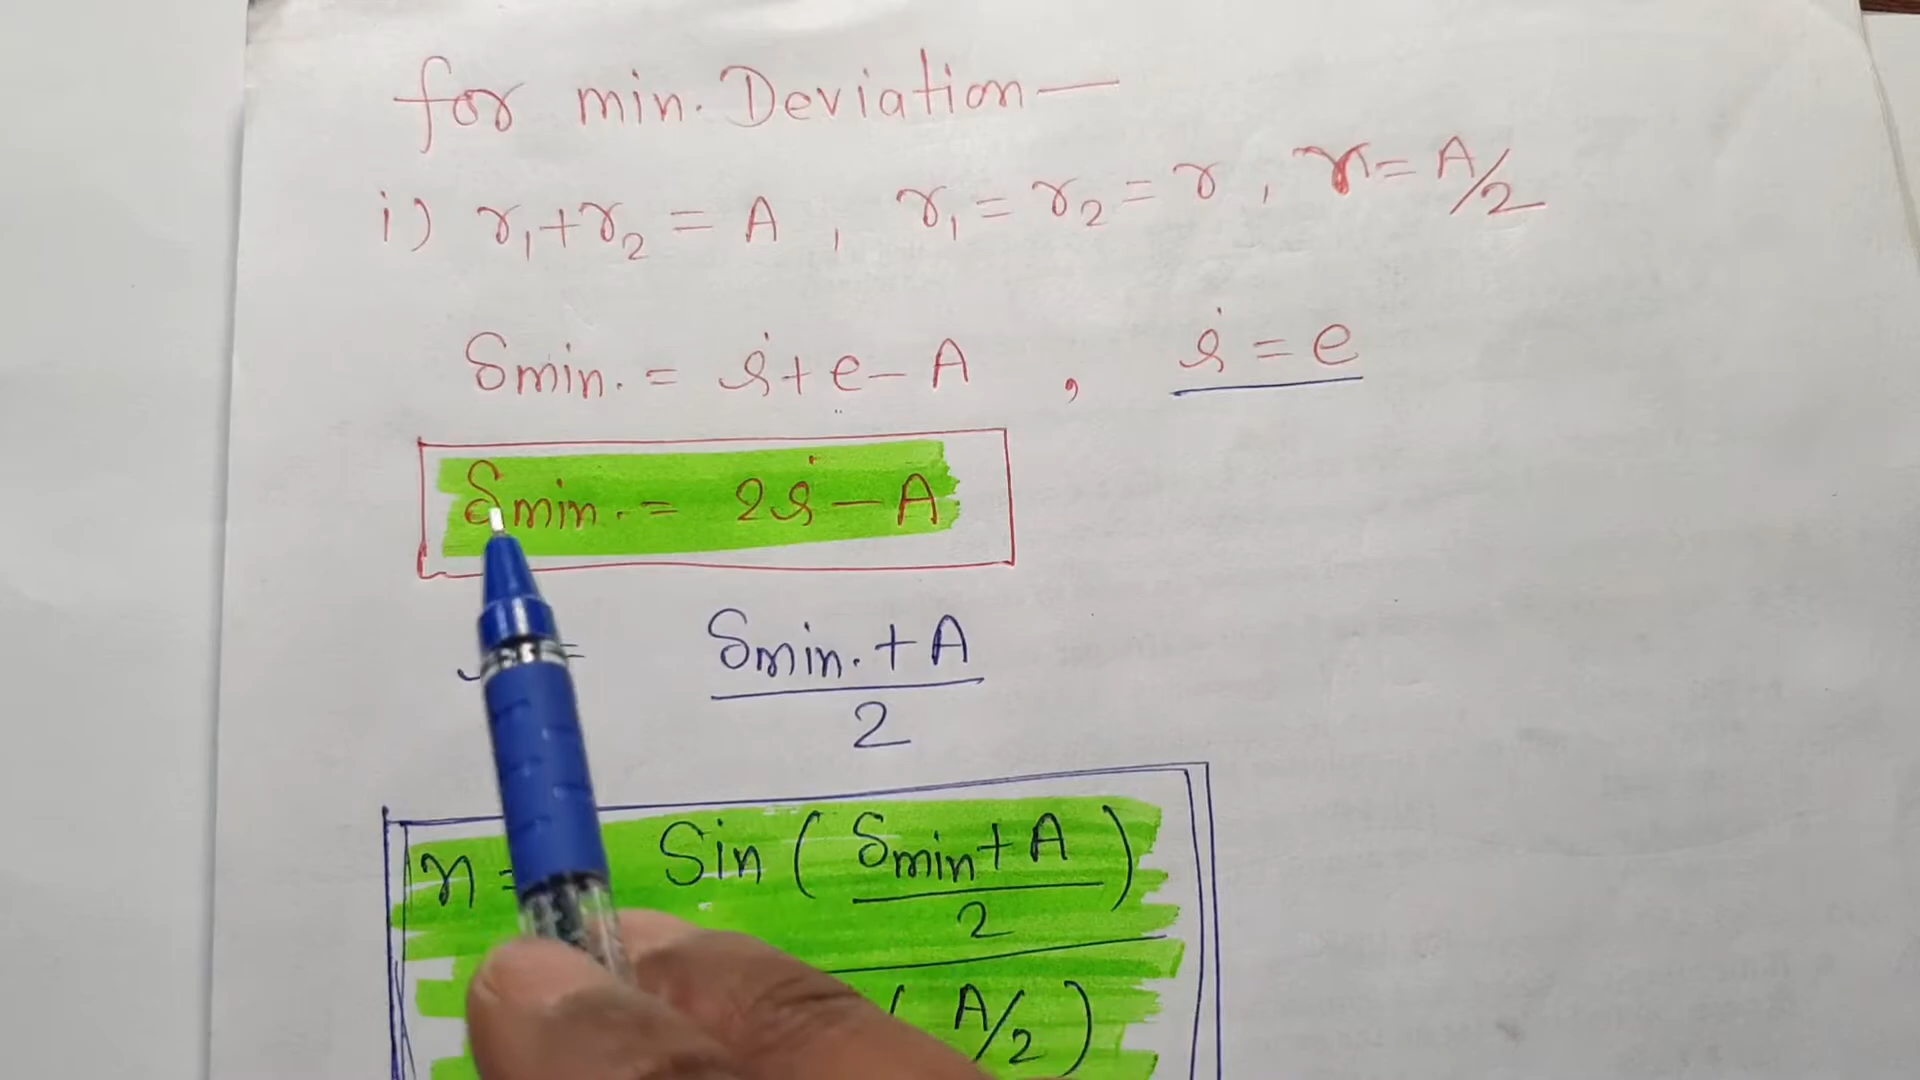 for min. Deviation—
i) r₁+r₂ = A , r₁ = r₂ = r , r = A/2
δmin. = i + e – A , i = e
δmin. = 2i – A
= δmin. + A / 2
n = Sin ( δmin + A / 2 )
( A/2 )